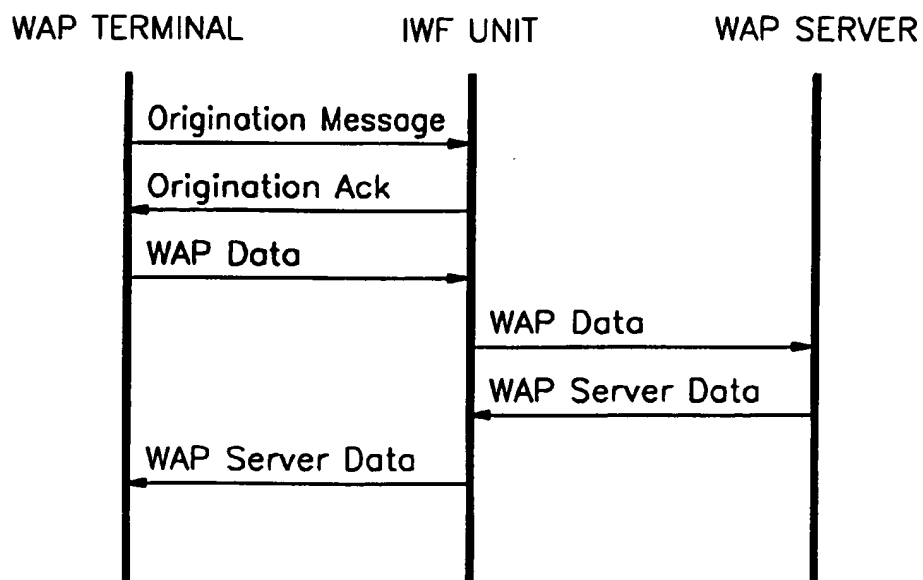 WAP TERMINAL IWF UNIT WAP SERVER
Origination Message
Origination Ack
WAP Data
WAP Data
WAP Server Data
WAP Server Data